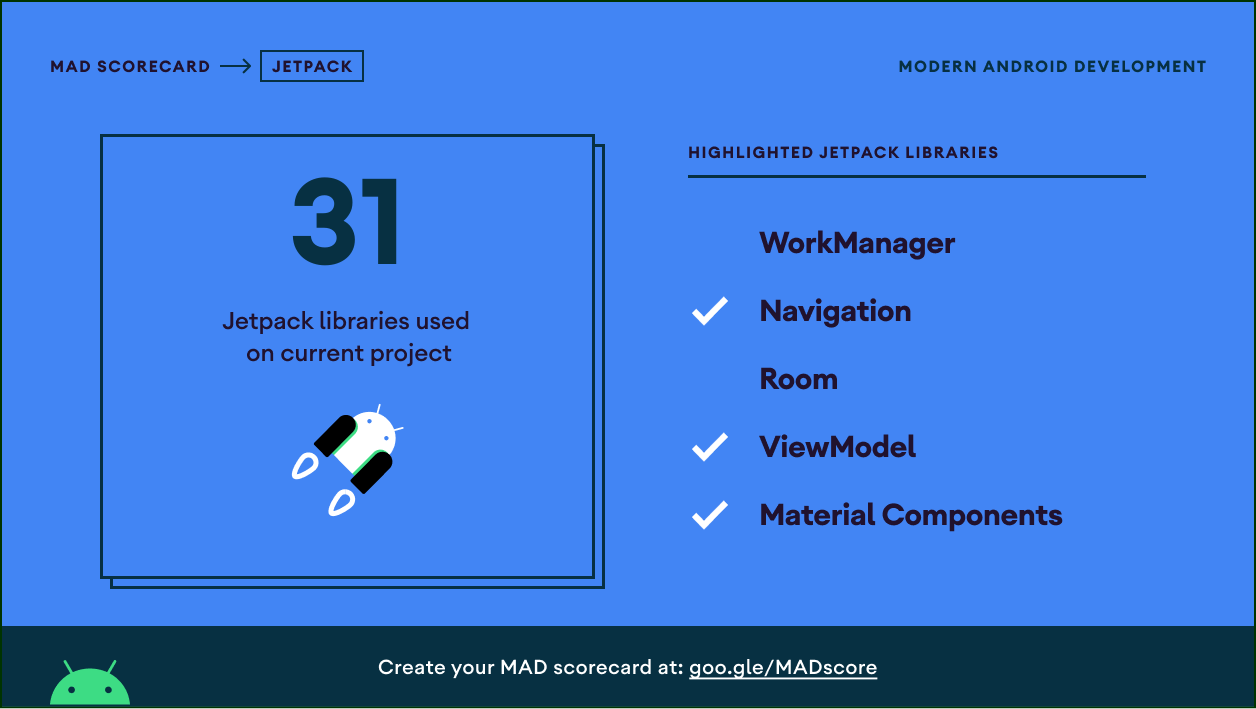 MAD SCORECARD → JETPACK
MODERN ANDROID DEVELOPMENT
31
Jetpack libraries used
on current project
HIGHLIGHTED JETPACK LIBRARIES
WorkManager
Navigation
Room
ViewModel
Material Components
Create your MAD scorecard at: goo.gle/MADscore